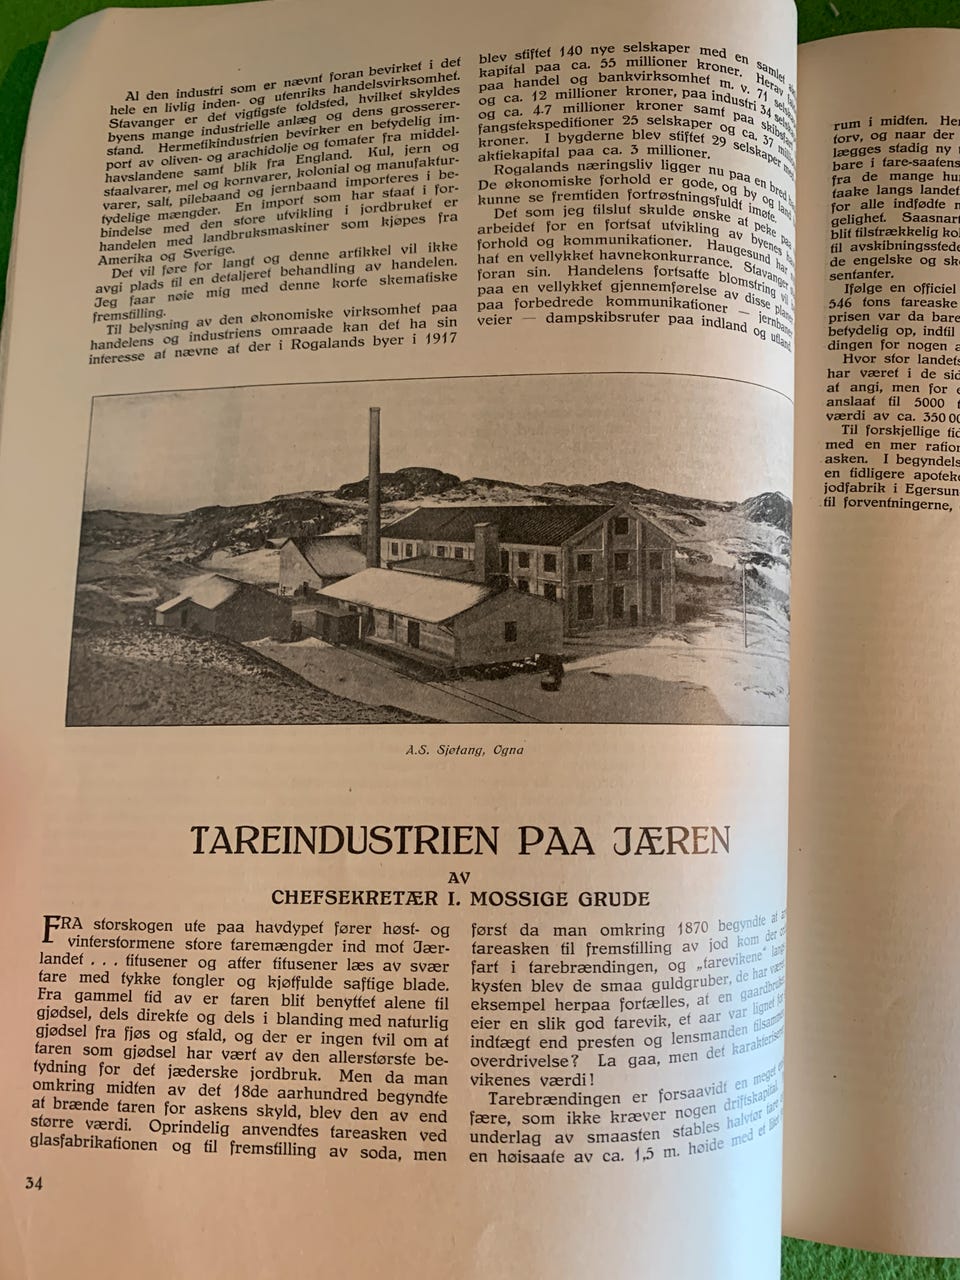 Al den industri som er nævnt foran bevirket i det
hele en livlig inden- og utenriks handelsvirksomhet.
Stavanger er det vigtigste toldsted, hvilket skyldes
byens mange industrielle anlæg og dens grosserer-
stand. Hermetikindustrien bevirker en betydelig im-
port av oliven- og arachidolje og tomater fra middel-
havslandene samt blik fra England. Kul, jern og
staalvarer, mel og kornvarer, kolonial og manufaktur-
varer, salt, pilebaand og jernbaand importeres i be-
tydelige mængder. En import som har staat i for-
bindelse med den store utvikling i jordbruket er
handelen med landbruksmaskiner som kjøpes fra
Amerika og Sverige.
Det vil føre for langt og denne artikkel vil ikke
avgi plads til en detaljeret behandling av handelen.
Jeg faar nøie mig med denne korte skematiske
fremstilling.
Til belysning av den økonomiske virksomhet paa
handelens og industriens omraade kan det ha sin
interesse at nævne at der i Rogalands byer i 1917
blev stiftet 140 nye selskaper med en samlet
kapital paa ca. 55 millioner kroner. Herav
paa handel og bankvirksomhet m. v. 71
og ca. 12 millioner kroner, paa industri 34
og ca. 4.7 millioner kroner samt paa
fangstekspeditioner 25 selskaper og ca. 37
kroner. I bygderne blev stiftet 29 selskaper med
aktiekapital paa ca. 3 millioner.
Rogalands næringsliv ligger nu paa en bred
De økonomiske forhold er gode, og by og land
kunne se fremtiden fortrøstningsfuldt imøte.
Det som jeg tilslut skulde ønske at peke paa
arbeidet for en fortsat utvikling av byenes
forhold og kommunikationer. Haugesund har
hat en vellykket havnekonkurrance. Stavanger
foran sin. Handelens fortsatte blomstring vil
paa en vellykket gjennemførelse av disse planer
paa forbedrede kommunikationer — jernbaner
veier — dampskibsruter paa indland og utland.
A.S. Sjøtang, Ogna
TAREINDUSTRIEN PAA JÆREN
AV
CHEFSEKRETÆR I. MOSSIGE GRUDE
FRA storskogen ute paa havdypet fører høst- og
vinterstormene store taremængder ind mot Jær-
landet . . . titusener og atter titusener læs av svær
tare med tykke tongler og kjøtfulde saftige blade.
Fra gammel tid av er taren blit benyttet alene til
gjødsel, dels direkte og dels i blanding med naturlig
gjødsel fra fjøs og stald, og der er ingen tvil om at
taren som gjødsel har vært av den allerstørste be-
tydning for det jæderske jordbruk. Men da man
omkring midten av det 18de aarhundred begyndte
at brænde taren for askens skyld, blev den av end
større værdi. Oprindelig anvendtes tareasken ved
glasfabrikationen og til fremstilling av soda, men
først da man omkring 1870 begyndte at
tareasken til fremstilling av jod kom der
fart i tarebrændingen, og „tarevikene" langs
kysten blev de smaa guldgruber, de har været
eksempel herpaa fortælles, at en gaardbruker
eier en slik god tarevik, et aar var lignet for
indtægt end presten og lensmanden tilsammen
overdrivelse? La gaa, men det karakteriserer
vikenes værdi!
Tarebrændingen er forsaavidt en meget
fære, som ikke kræver nogen driftskapital.
underlag av smaasten stables halvtør tare
en høisaate av ca. 1,5 m. høide med et
34
rum i midten.
torv, og naar der
lægges stadig ny
bare i tare-saatens
fra de mange
taake langs landet
for alle indfødte
gelighet. Saasnart
blit tilstrækkelig
til avskibningsstede
de engelske og
sentanter.
Ifølge en officiel
546 tons tareaske
prisen var da bare
betydelig op, indtil
dingen for nogen
Hvor stor landets
har været i de
at angi, men for
anslaat til 5000
værdi av ca.
Til forskjellige
med en mer
asken. I
en tidligere
jodfabrik i
til forventningerne,